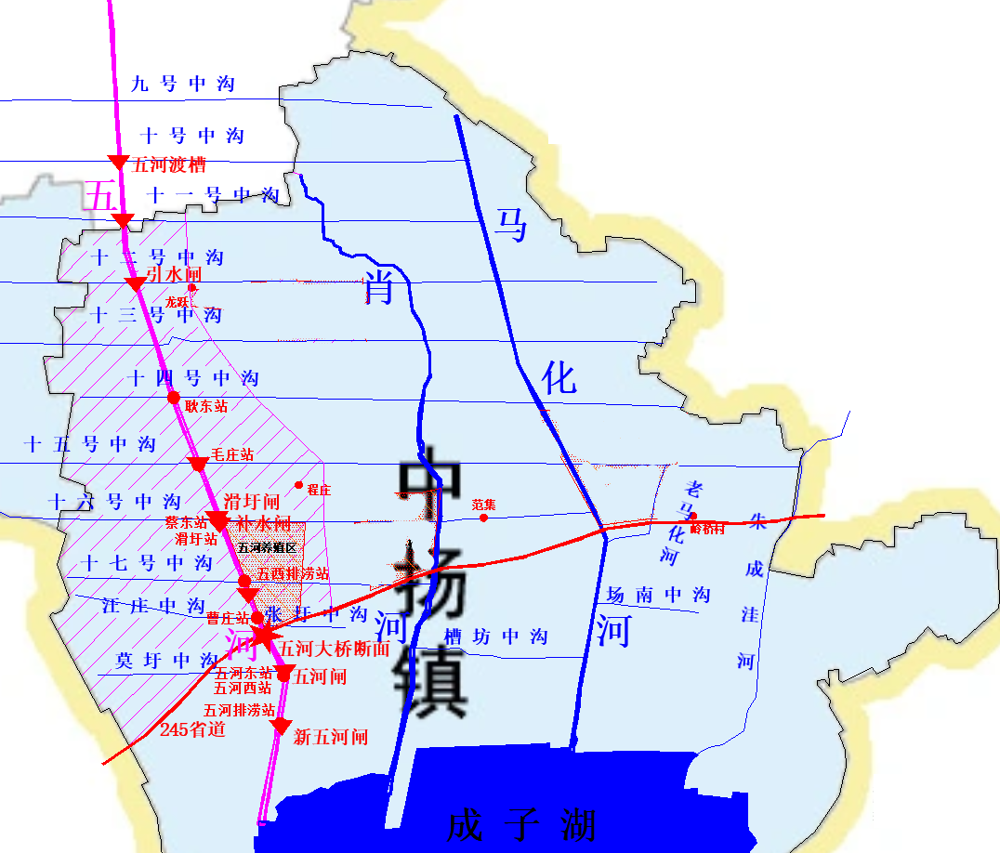 九号中沟
十号中沟
五河渡槽
五
十一号中沟
马
十二号中沟
引水闸
肖
龙跃
十三号中沟
化
十四号中沟
耿东站
十五号中沟
毛庄站
中
程庄
老马化河
十六号中沟
滑圩闸
范集
蔡东站
补水闸
朱成洼河
滑圩站
五河养殖区
十七号中沟
五西排涝站
扬
汪庄中沟
曹庄站
张圩中沟
场南中沟
河
河
河
槽坊中沟
五河大桥断面
莫圩中沟
镇
五河东站
五河闸
五河西站
五河排涝站
245省道
新五河闸
成子湖